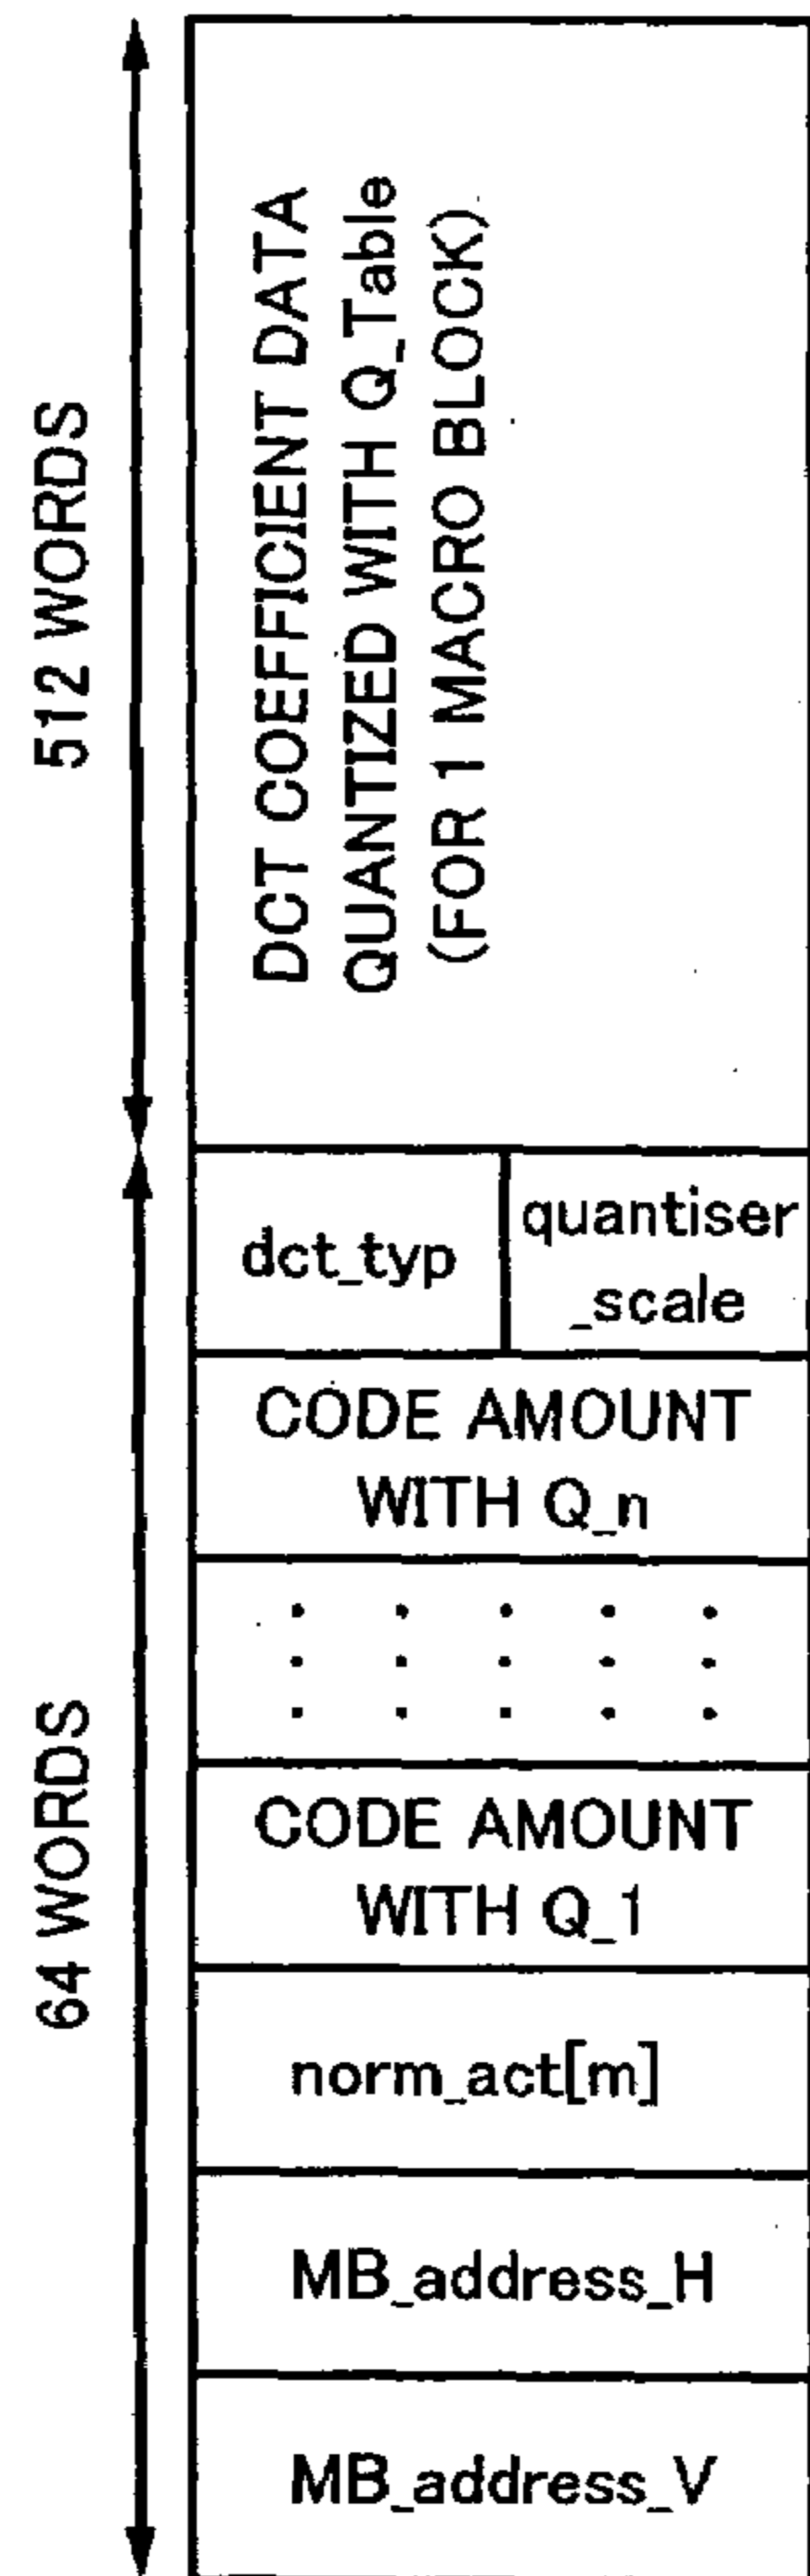 512 WORDS
DCT COEFFICIENT DATA
QUANTIZED WITH Q_Table
(FOR 1 MACRO BLOCK)
64 WORDS
dct_typ
quantiser
_scale
CODE AMOUNT
WITH Q_n
CODE AMOUNT
WITH Q_1
norm_act[m]
MB_address_H
MB_address_V